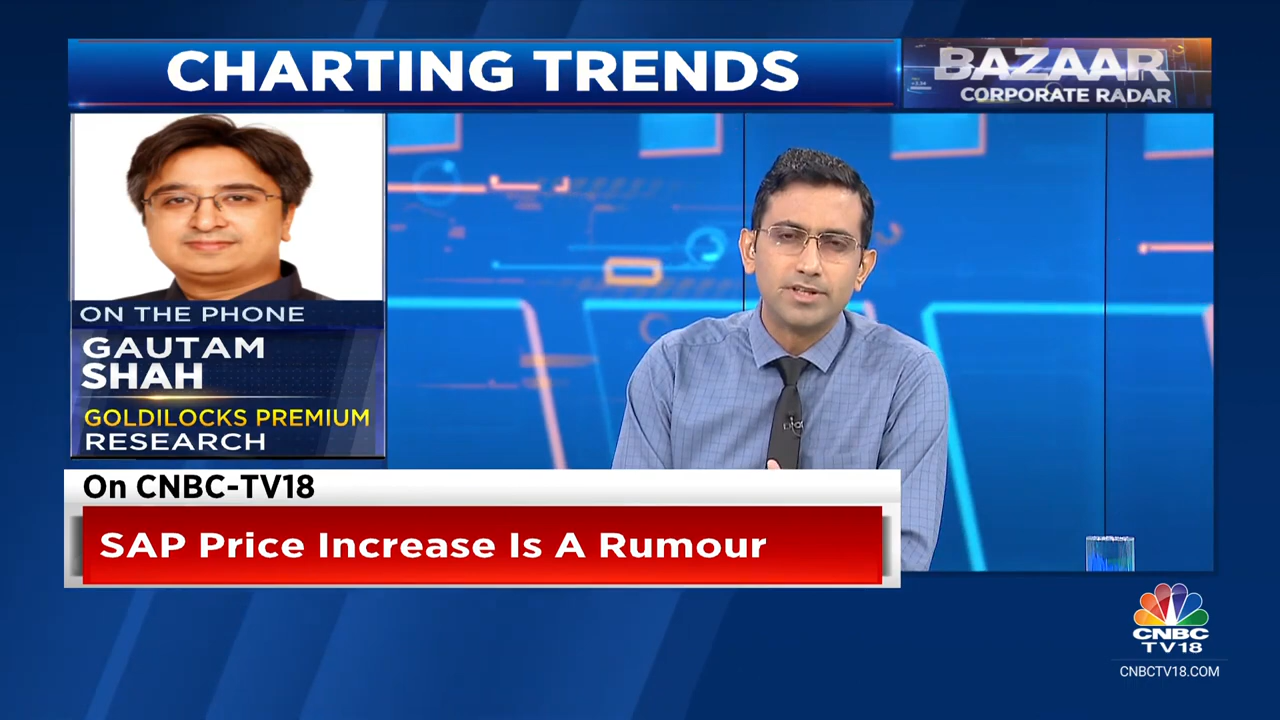 CHARTING TRENDS
BAZAAR
CORPORATE RADAR
ON THE PHONE
GAUTAM
SHAH
GOLDILOCKS PREMIUM
RESEARCH
On CNBC-TV18
SAP Price Increase Is A Rumour
CNBC
TV18
CNBCTV18.COM